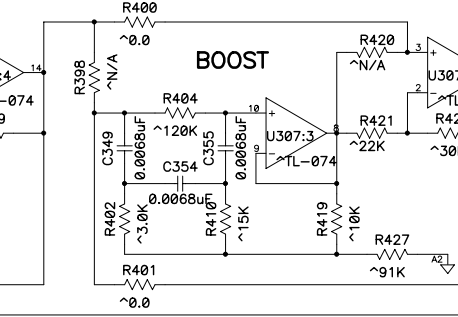 R400
^0.0
BOOST
R420
^N/A
14
:4
-074
R398
^N/A
3
U307:
2
R404
^120K
10
U307:3
8
9
^TL-074
R421
^22K
C349
0.0068uF
C355
0.0068uF
C354
0.0068uF
R402
^3.0K
R410
^15K
R419
^10K
R427
^91K
A2
R401
^0.0